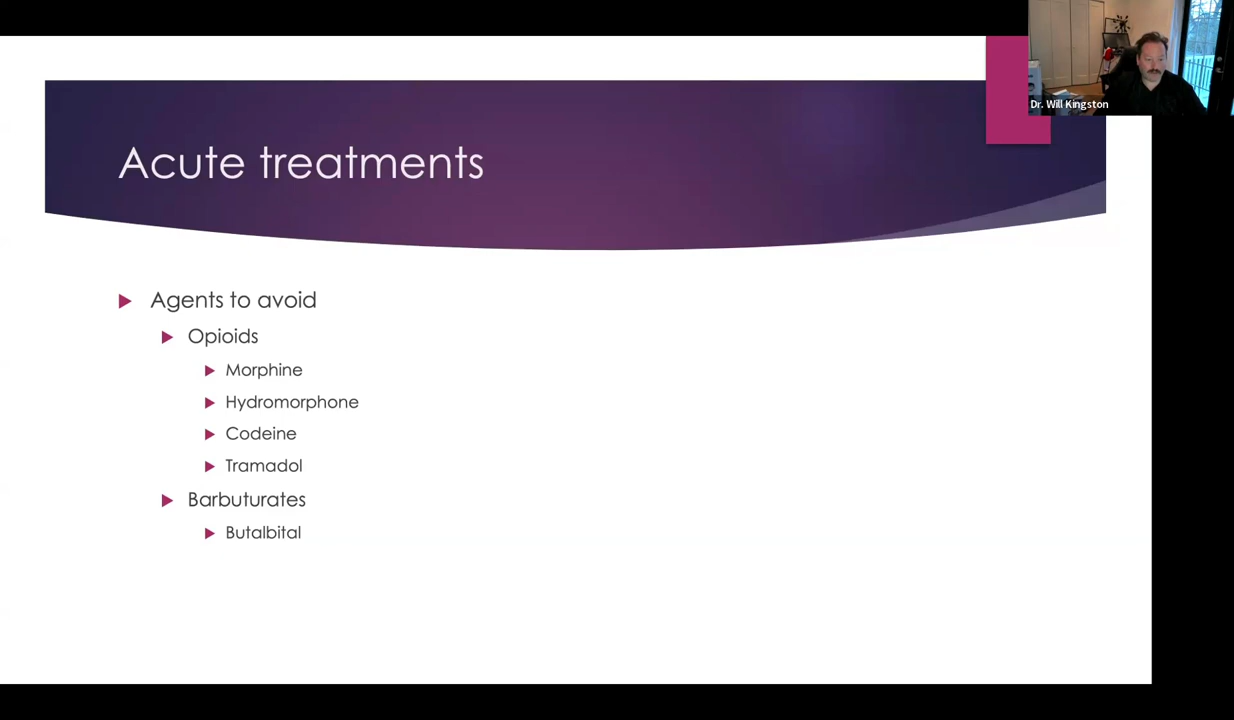 Dr. Will Kingston
Acute treatments
Agents to avoid
Opioids
Morphine
Hydromorphone
Codeine
Tramadol
Barbuturates
Butalbital